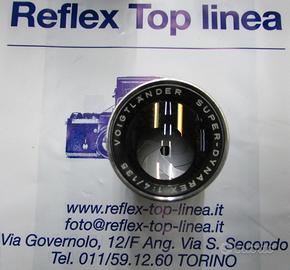 Reflex Top linea
VOIGTLÄNDER SUPER-DYNAREX 1:4/135
www.reflex-top-linea.it
foto@reflex-top-linea.it
Via Governolo, 12/F Ang. Via S. Secondo
Tel. 011/59.12.60 TORINO